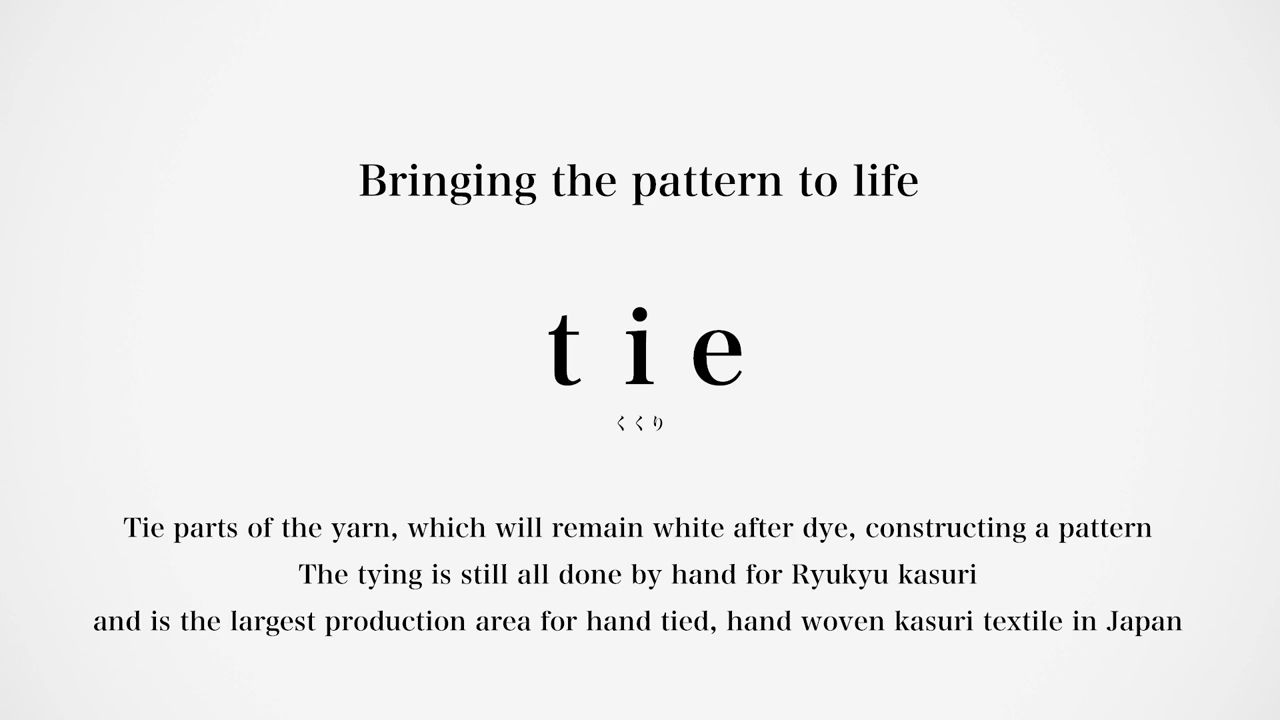 Bringing the pattern to life
tie
くくり
Tie parts of the yarn, which will remain white after dye, constructing a pattern
The tying is still all done by hand for Ryukyu kasuri
and is the largest production area for hand tied, hand woven kasuri textile in Japan